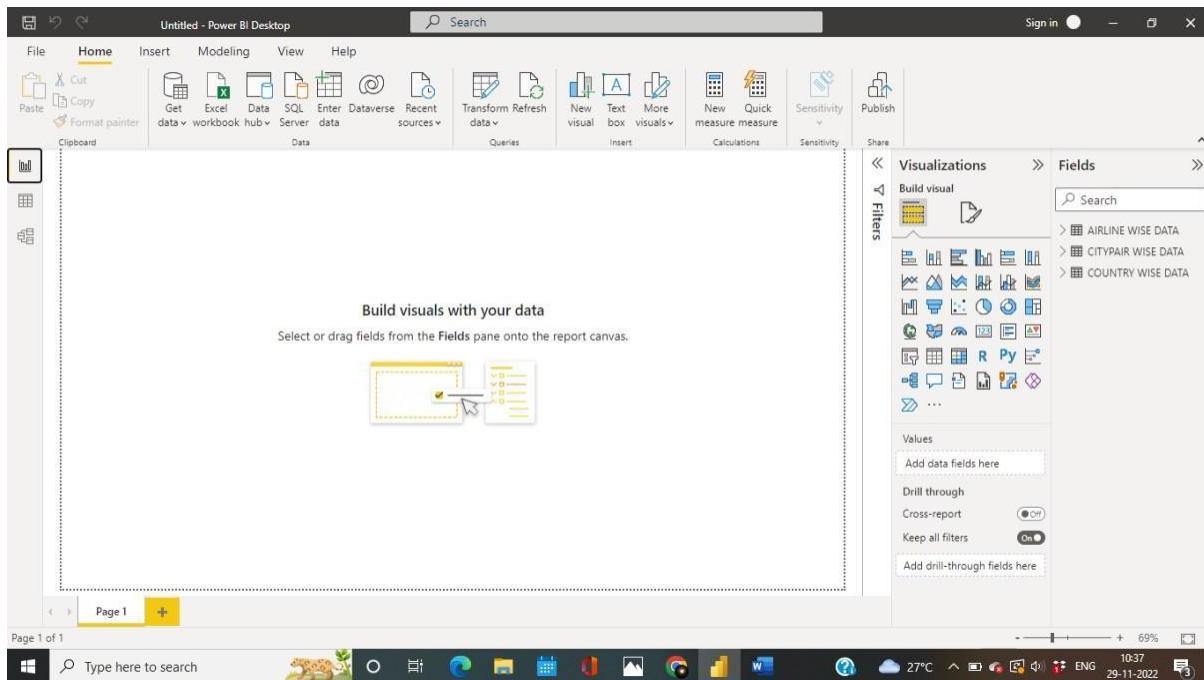 Untitled - Power BI Desktop
Search
Sign in
File Home Insert Modeling View Help
Paste
Cut
Copy
Format painter
Clipboard
Get data
Excel workbook
Data hub
SQL Server
Enter data
Dataverse
Recent sources
Data
Transform data
Refresh
Queries
New visual
Text box
More visuals
Insert
New measure
Quick measure
Calculations
Sensitivity
Sensitivity
Publish
Share
Filters
Visualizations
Build visual
R Py
123
Values
Add data fields here
Drill through
Cross-report
Off
Keep all filters
On
Add drill-through fields here
Fields
Search
AIRLINE WISE DATA
CITYPAIR WISE DATA
COUNTRY WISE DATA
Build visuals with your data
Select or drag fields from the Fields pane onto the report canvas.
Page 1
Page 1 of 1
- + 69%
Type here to search
27°C
ENG
10:37
29-11-2022